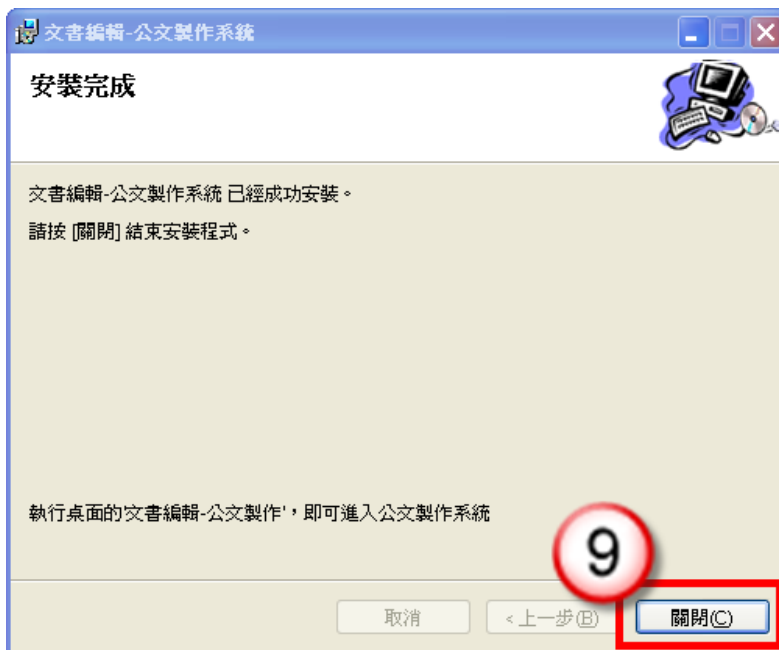 文書編輯-公文製作系統
安裝完成
文書編輯-公文製作系統 已經成功安裝。
請按 [關閉] 結束安裝程式。
執行桌面的'文書編輯-公文製作'，即可進入公文製作系統
9
取消
<上一步(B)
關閉(C)